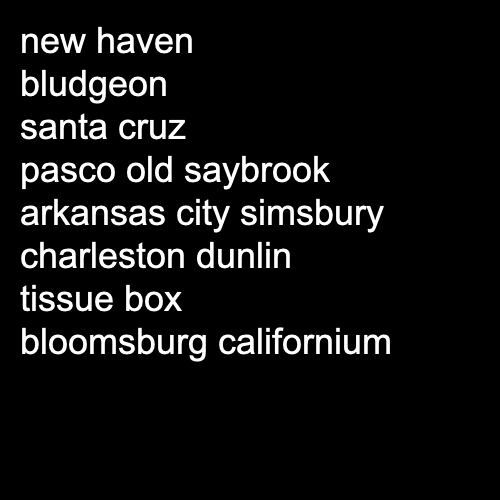 new haven
bludgeon
santa cruz
pasco old saybrook
arkansas city simsbury
charleston dunlin
tissue box
bloomsburg californium